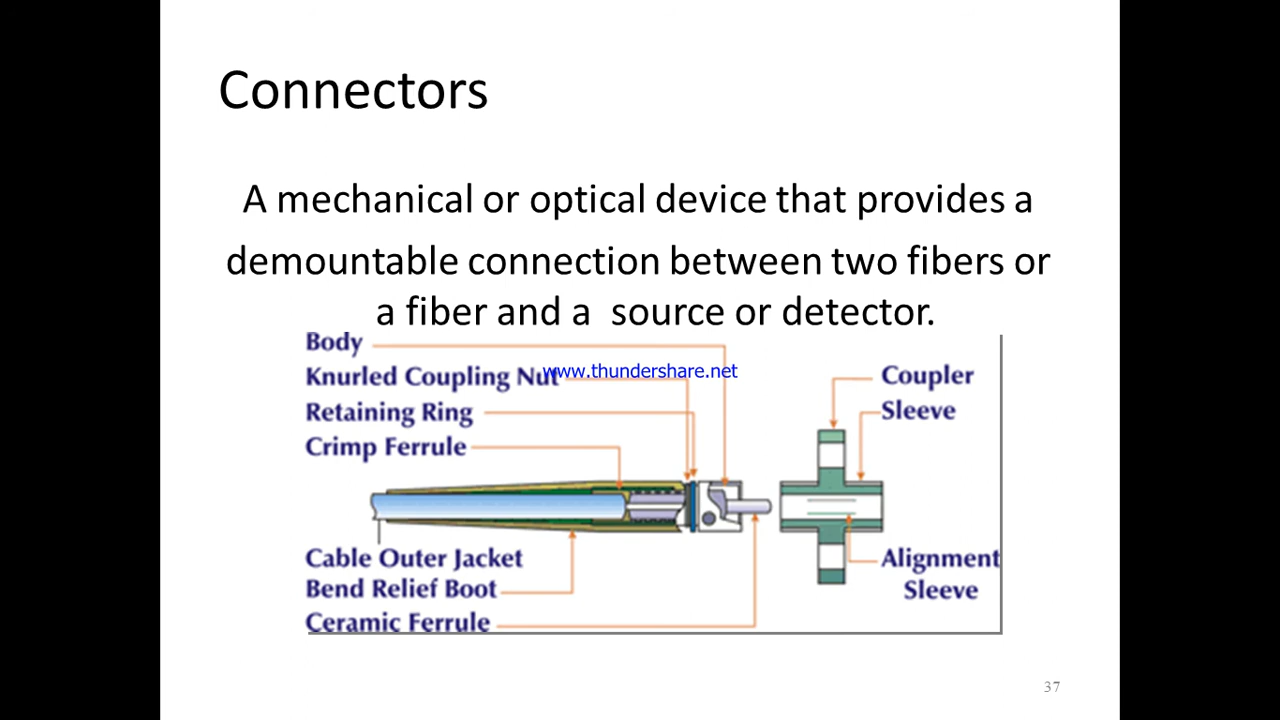 Connectors
A mechanical or optical device that provides a
demountable connection between two fibers or
a fiber and a source or detector.
Body
Knurled Coupling Nut
www.thundershare.net
Retaining Ring
Crimp Ferrule
Coupler
Sleeve
Cable Outer Jacket
Bend Relief Boot
Ceramic Ferrule
Alignment
Sleeve
37